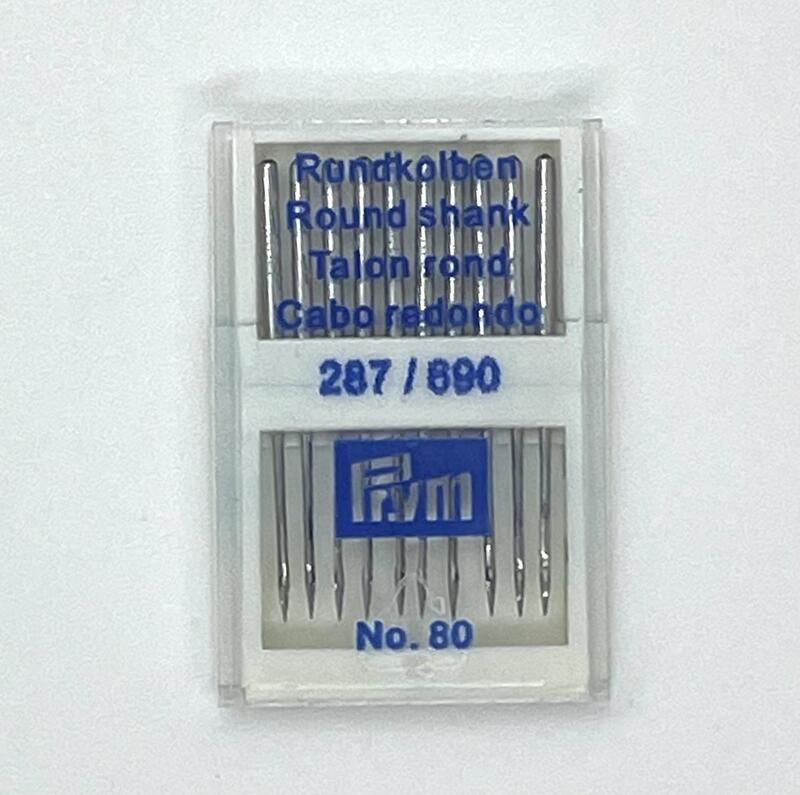 Rundkolben
Round shank
Talon rond
Cabo redondo
287 / 690
Prym
No. 80